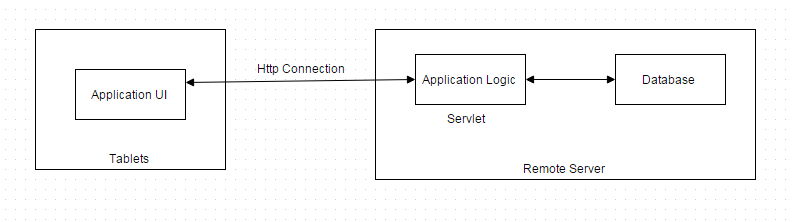 Http Connection
Application UI
Application Logic
Database
Servlet
Tablets
Remote Server